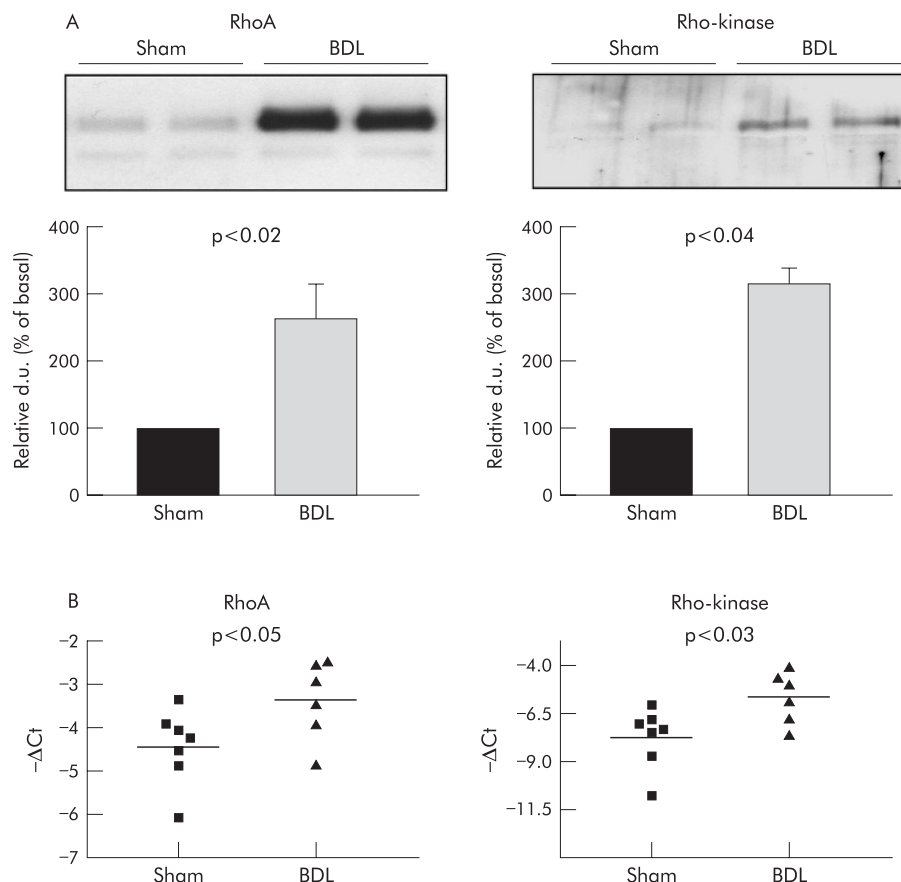 A
RhoA
Sham BDL
Rho-kinase
Sham BDL
p<0.02
Relative d.u. (% of basal)
400
300
200
100
0
Sham BDL
p<0.04
Relative d.u. (% of basal)
400
300
200
100
0
Sham BDL
B
RhoA
p<0.05
−ΔCt
−2
−3
−4
−5
−6
−7
Sham BDL
Rho-kinase
p<0.03
−ΔCt
−4.0
−6.5
−9.0
−11.5
Sham BDL